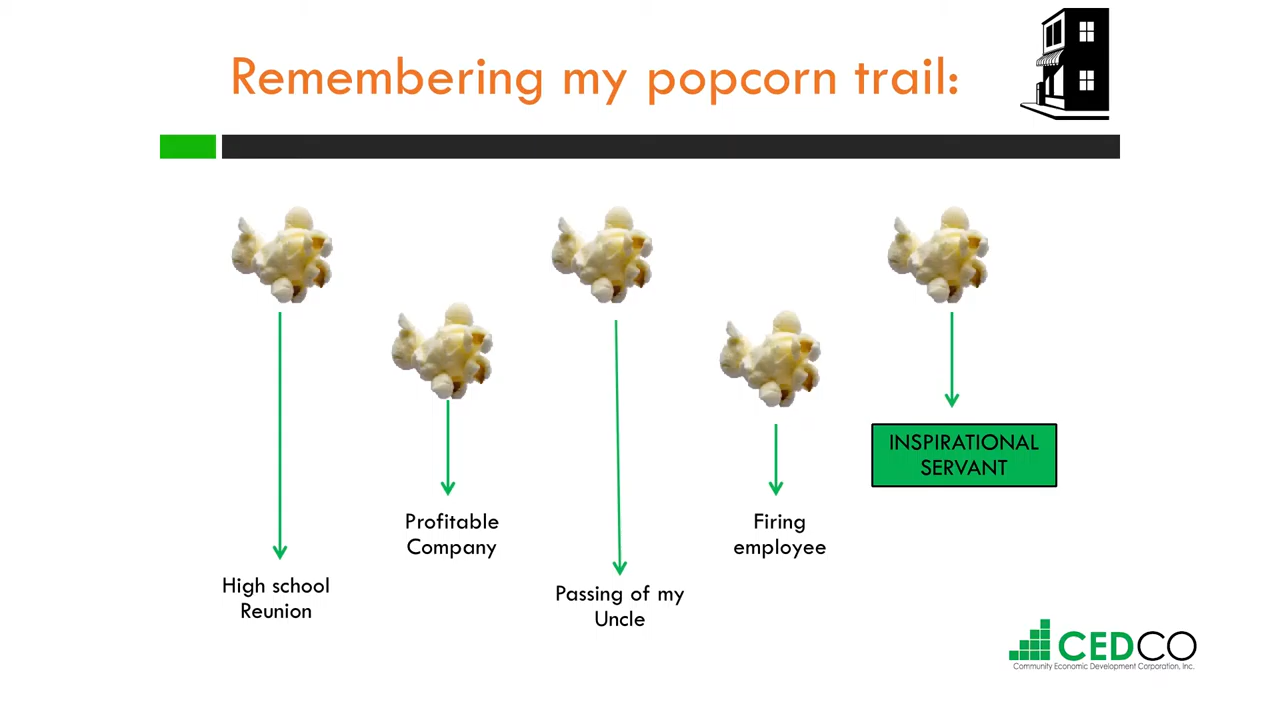 Remembering my popcorn trail:
INSPIRATIONAL
SERVANT
Profitable
Company
Firing
employee
High school
Reunion
Passing of my
Uncle
CEDCO
Community Economic Development Corporation, Inc.